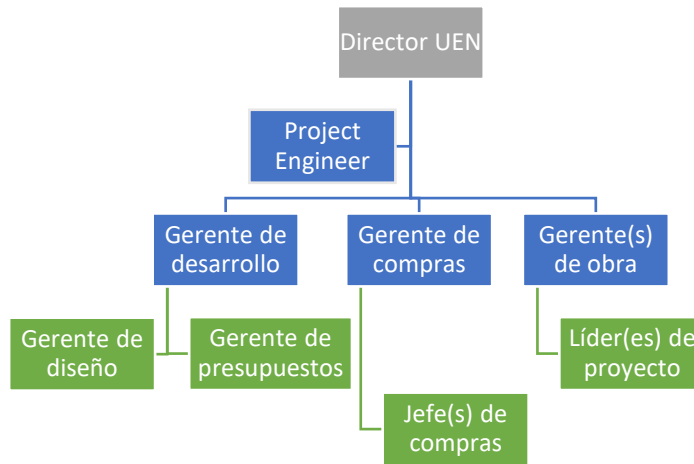 Director UEN
Project
Engineer
Gerente de
desarrollo
Gerente de
compras
Gerente(s)
de obra
Gerente de
diseño
Gerente de
presupuestos
Líder(es) de
proyecto
Jefe(s) de
compras